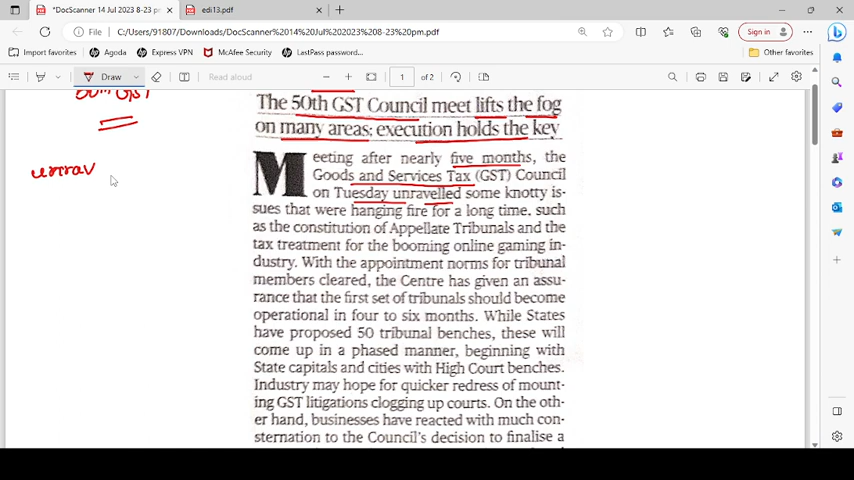 *DocScanner 14 Jul 2023 8-23 p
edi13.pdf
C:/Users/91807/Downloads/DocScanner%2014%20Jul%202023%208-23%20pm.pdf
Sign in
Import favorites
Agoda
Express VPN
McAfee Security
LastPass password...
Other favorites
Draw
Read aloud
1
of 2
50th GST
The 50th GST Council meet lifts the fog
on many areas; execution holds the key
unrav
Meeting after nearly five months, the
Goods and Services Tax (GST) Council
on Tuesday unravelled some knotty is-
sues that were hanging fire for a long time, such
as the constitution of Appellate Tribunals and the
tax treatment for the booming online gaming in-
dustry. With the appointment norms for tribunal
members cleared, the Centre has given an assu-
rance that the first set of tribunals should become
operational in four to six months. While States
have proposed 50 tribunal benches, these will
come up in a phased manner, beginning with
State capitals and cities with High Court benches.
Industry may hope for quicker redress of mount-
ing GST litigations clogging up courts. On the oth-
er hand, businesses have reacted with much con-
sternation to the Council's decision to finalise a